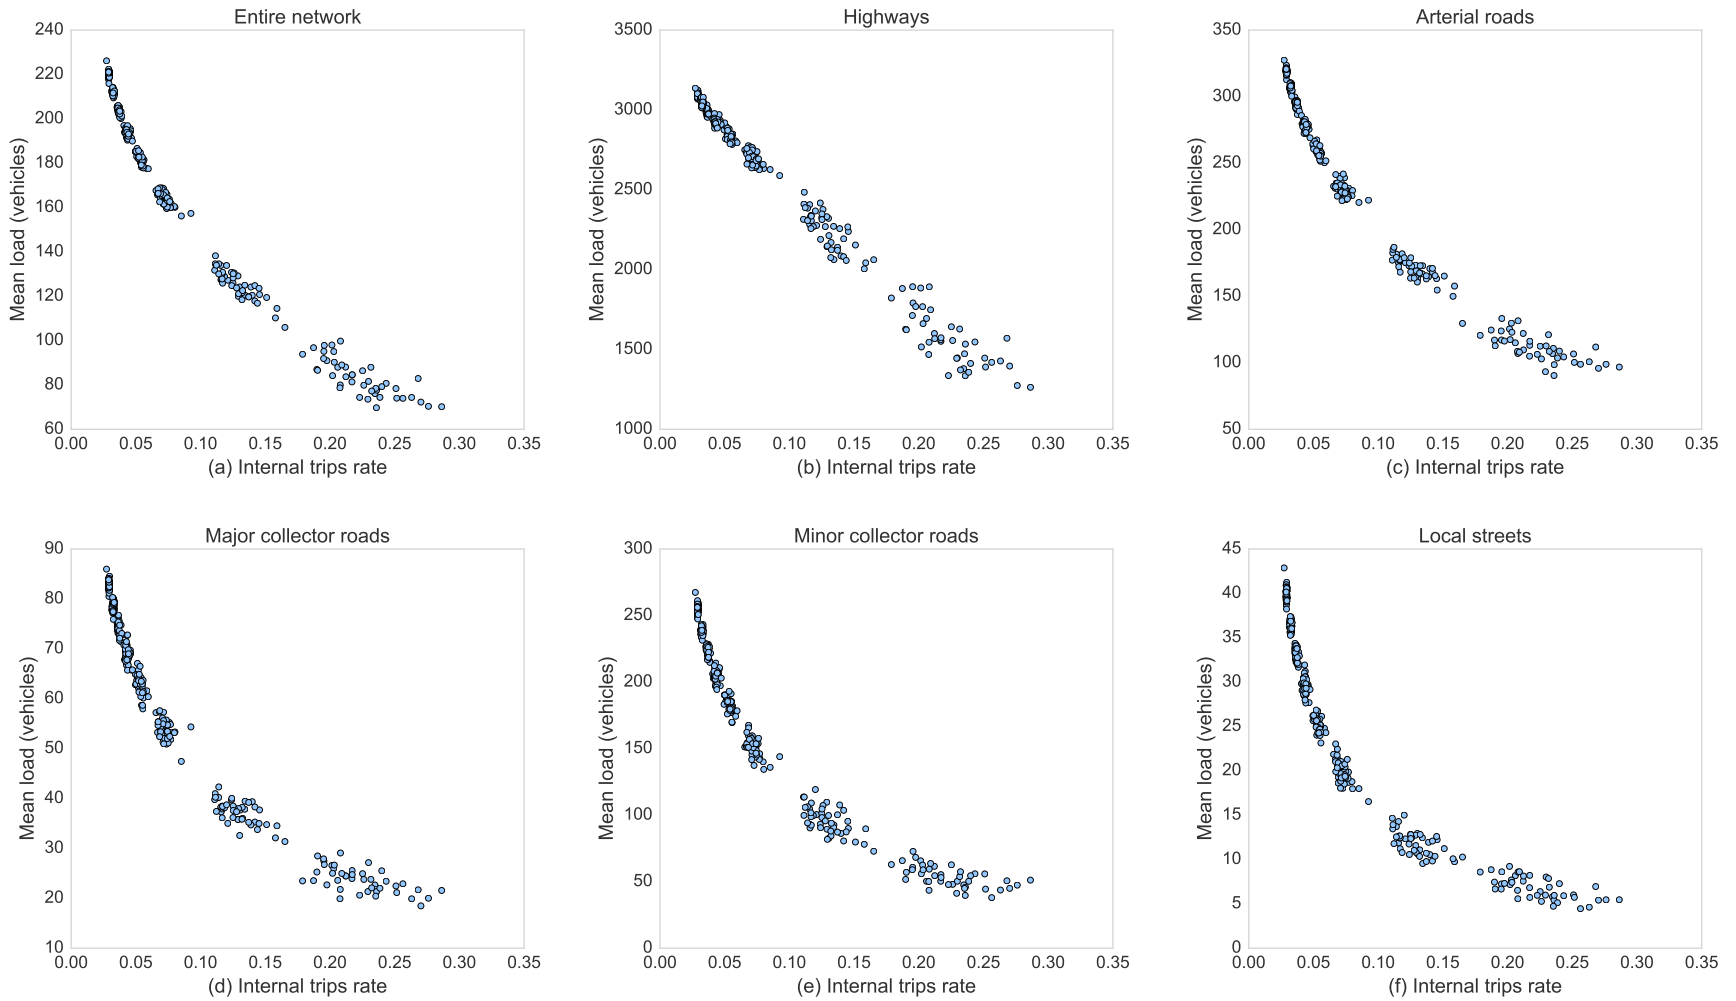 Entire network
240
220
200
180
160
140
120
100
80
60
Mean load (vehicles)
0.00 0.05 0.10 0.15 0.20 0.25 0.30 0.35
(a) Internal trips rate
Highways
3500
3000
2500
2000
1500
1000
Mean load (vehicles)
0.00 0.05 0.10 0.15 0.20 0.25 0.30 0.35
(b) Internal trips rate
Arterial roads
350
300
250
200
150
100
50
Mean load (vehicles)
0.00 0.05 0.10 0.15 0.20 0.25 0.30 0.35
(c) Internal trips rate
Major collector roads
90
80
70
60
50
40
30
20
10
Mean load (vehicles)
0.00 0.05 0.10 0.15 0.20 0.25 0.30 0.35
(d) Internal trips rate
Minor collector roads
300
250
200
150
100
50
0
Mean load (vehicles)
0.00 0.05 0.10 0.15 0.20 0.25 0.30 0.35
(e) Internal trips rate
Local streets
45
40
35
30
25
20
15
10
5
0
Mean load (vehicles)
0.00 0.05 0.10 0.15 0.20 0.25 0.30 0.35
(f) Internal trips rate